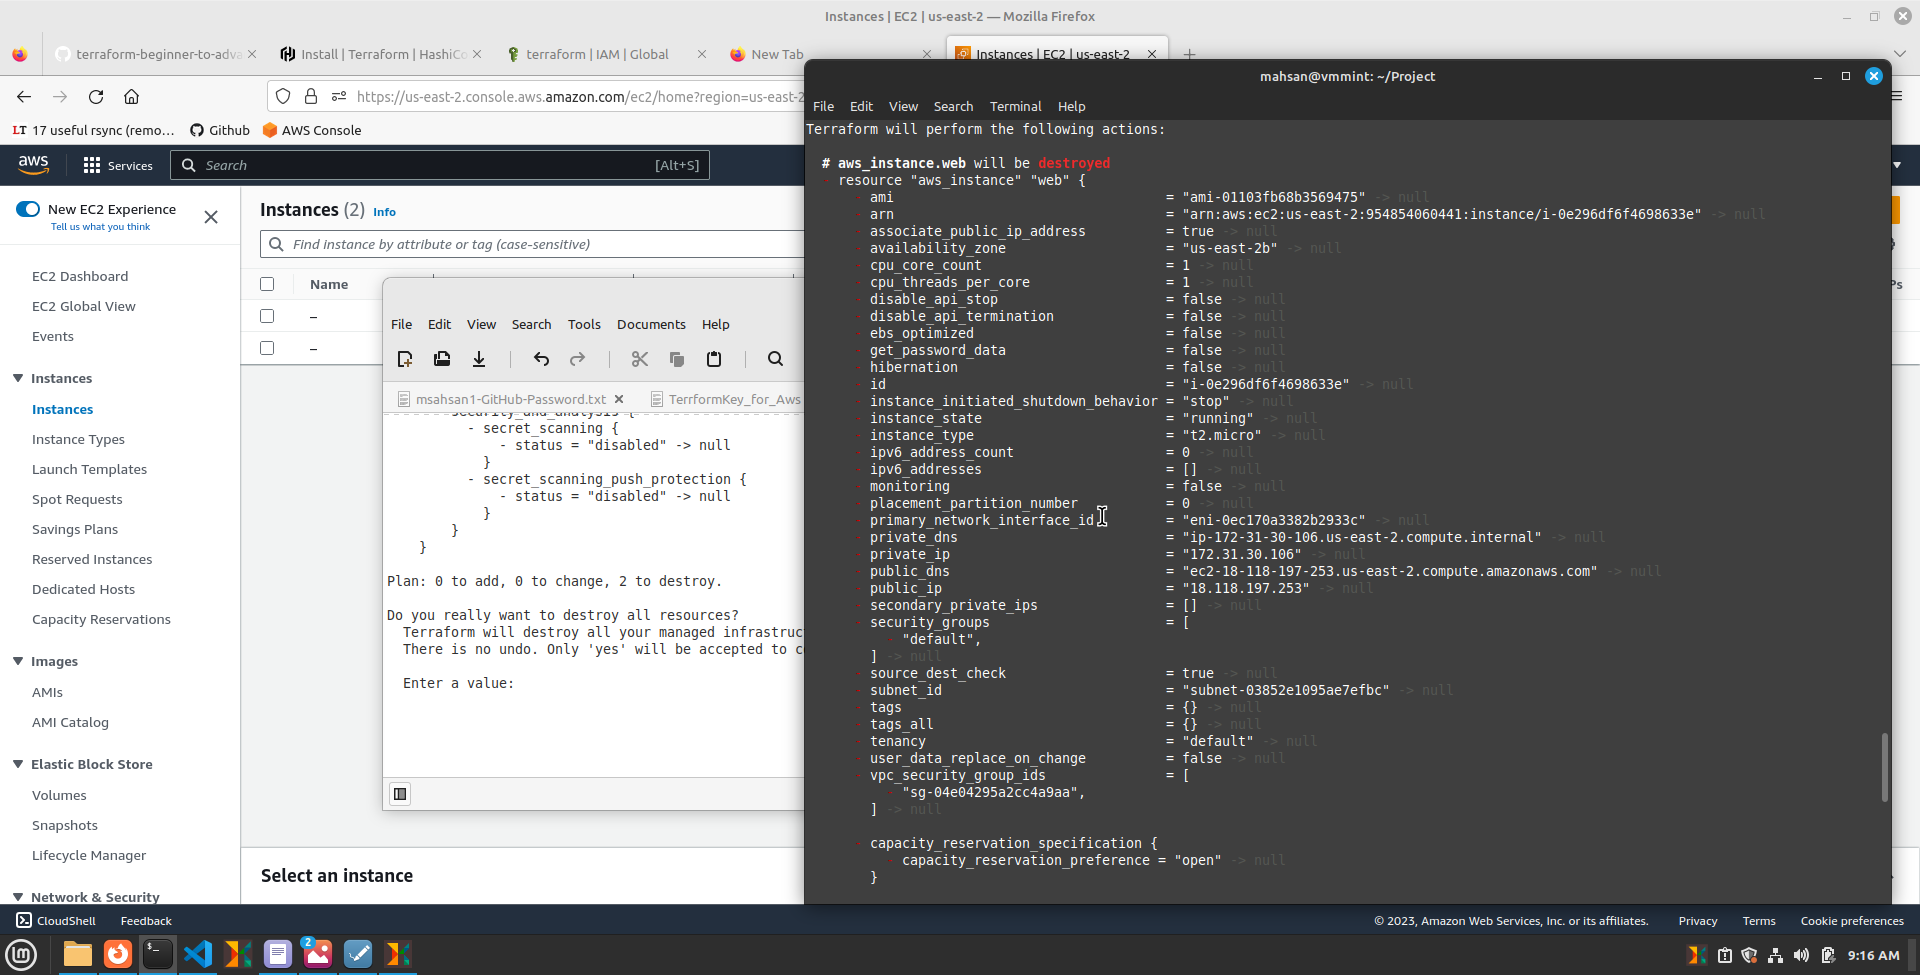 Instances | EC2 | us-east-2 — Mozilla Firefox
terraform-beginner-to-adva
Install | Terraform | HashiCo
terraform | IAM | Global
New Tab
Instances | EC2 | us-east-2
https://us-east-2.console.aws.amazon.com/ec2/home?region=us-east-2
LT 17 useful rsync (remo…
Github
AWS Console
aws
Services
Search
[Alt+S]
New EC2 Experience
Tell us what you think
EC2 Dashboard
EC2 Global View
Events
Instances
Instances
Instance Types
Launch Templates
Spot Requests
Savings Plans
Reserved Instances
Dedicated Hosts
Capacity Reservations
Images
AMIs
AMI Catalog
Elastic Block Store
Volumes
Snapshots
Lifecycle Manager
Network & Security
Instances (2) Info
Find instance by attribute or tag (case-sensitive)
Name
–
–
Select an instance
File Edit View Search Tools Documents Help
msahsan1-GitHub-Password.txt
TerrformKey_for_Aws
security_and_analysis {
- secret_scanning {
- status = "disabled" -> null
}
- secret_scanning_push_protection {
- status = "disabled" -> null
}
}
}
Plan: 0 to add, 0 to change, 2 to destroy.
Do you really want to destroy all resources?
Terraform will destroy all your managed infrastruc
There is no undo. Only 'yes' will be accepted to c
Enter a value:
mahsan@vmmint: ~/Project
File Edit View Search Terminal Help
Terraform will perform the following actions:
# aws_instance.web will be destroyed
- resource "aws_instance" "web" {
- ami = "ami-01103fb68b3569475" -> null
- arn = "arn:aws:ec2:us-east-2:954854060441:instance/i-0e296df6f4698633e" -> null
- associate_public_ip_address = true -> null
- availability_zone = "us-east-2b" -> null
- cpu_core_count = 1 -> null
- cpu_threads_per_core = 1 -> null
- disable_api_stop = false -> null
- disable_api_termination = false -> null
- ebs_optimized = false -> null
- get_password_data = false -> null
- hibernation = false -> null
- id = "i-0e296df6f4698633e" -> null
- instance_initiated_shutdown_behavior = "stop" -> null
- instance_state = "running" -> null
- instance_type = "t2.micro" -> null
- ipv6_address_count = 0 -> null
- ipv6_addresses = [] -> null
- monitoring = false -> null
- placement_partition_number = 0 -> null
- primary_network_interface_id = "eni-0ec170a3382b2933c" -> null
- private_dns = "ip-172-31-30-106.us-east-2.compute.internal" -> null
- private_ip = "172.31.30.106" -> null
- public_dns = "ec2-18-118-197-253.us-east-2.compute.amazonaws.com" -> null
- public_ip = "18.118.197.253" -> null
- secondary_private_ips = [] -> null
- security_groups = [
- "default",
] -> null
- source_dest_check = true -> null
- subnet_id = "subnet-03852e1095ae7efbc" -> null
- tags = {} -> null
- tags_all = {} -> null
- tenancy = "default" -> null
- user_data_replace_on_change = false -> null
- vpc_security_group_ids = [
- "sg-04e04295a2cc4a9aa",
] -> null
- capacity_reservation_specification {
- capacity_reservation_preference = "open" -> null
}
Ps
CloudShell
Feedback
© 2023, Amazon Web Services, Inc. or its affiliates.
Privacy
Terms
Cookie preferences
2
9:16 AM